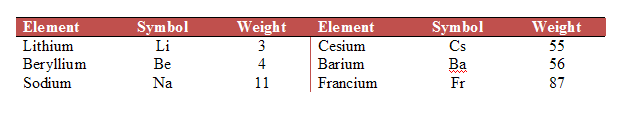 Element Symbol Weight Element Symbol Weight
Lithium Li 3 Cesium Cs 55
Beryllium Be 4 Barium Ba 56
Sodium Na 11 Francium Fr 87